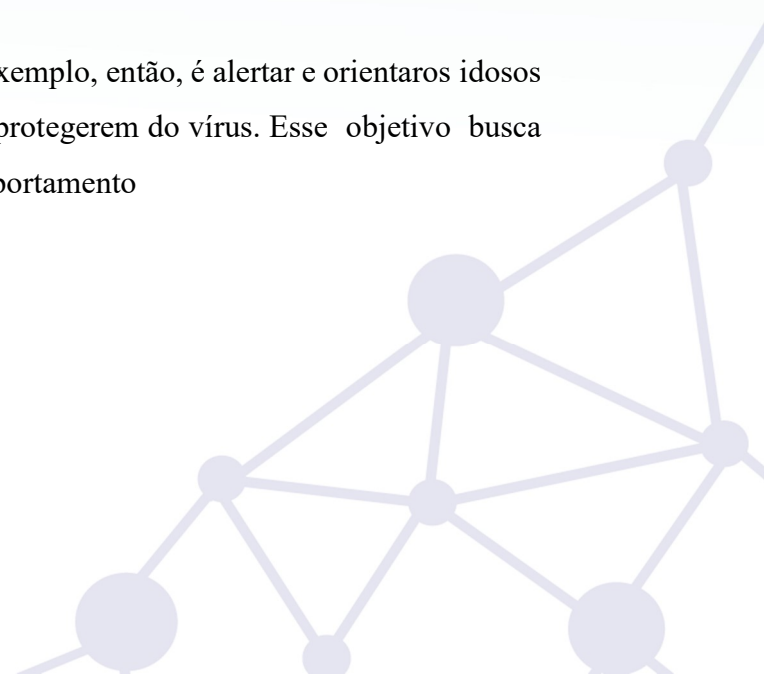 xemplo, então, é alertar e orientaros idosos
protegerem do vírus. Esse objetivo busca
portamento